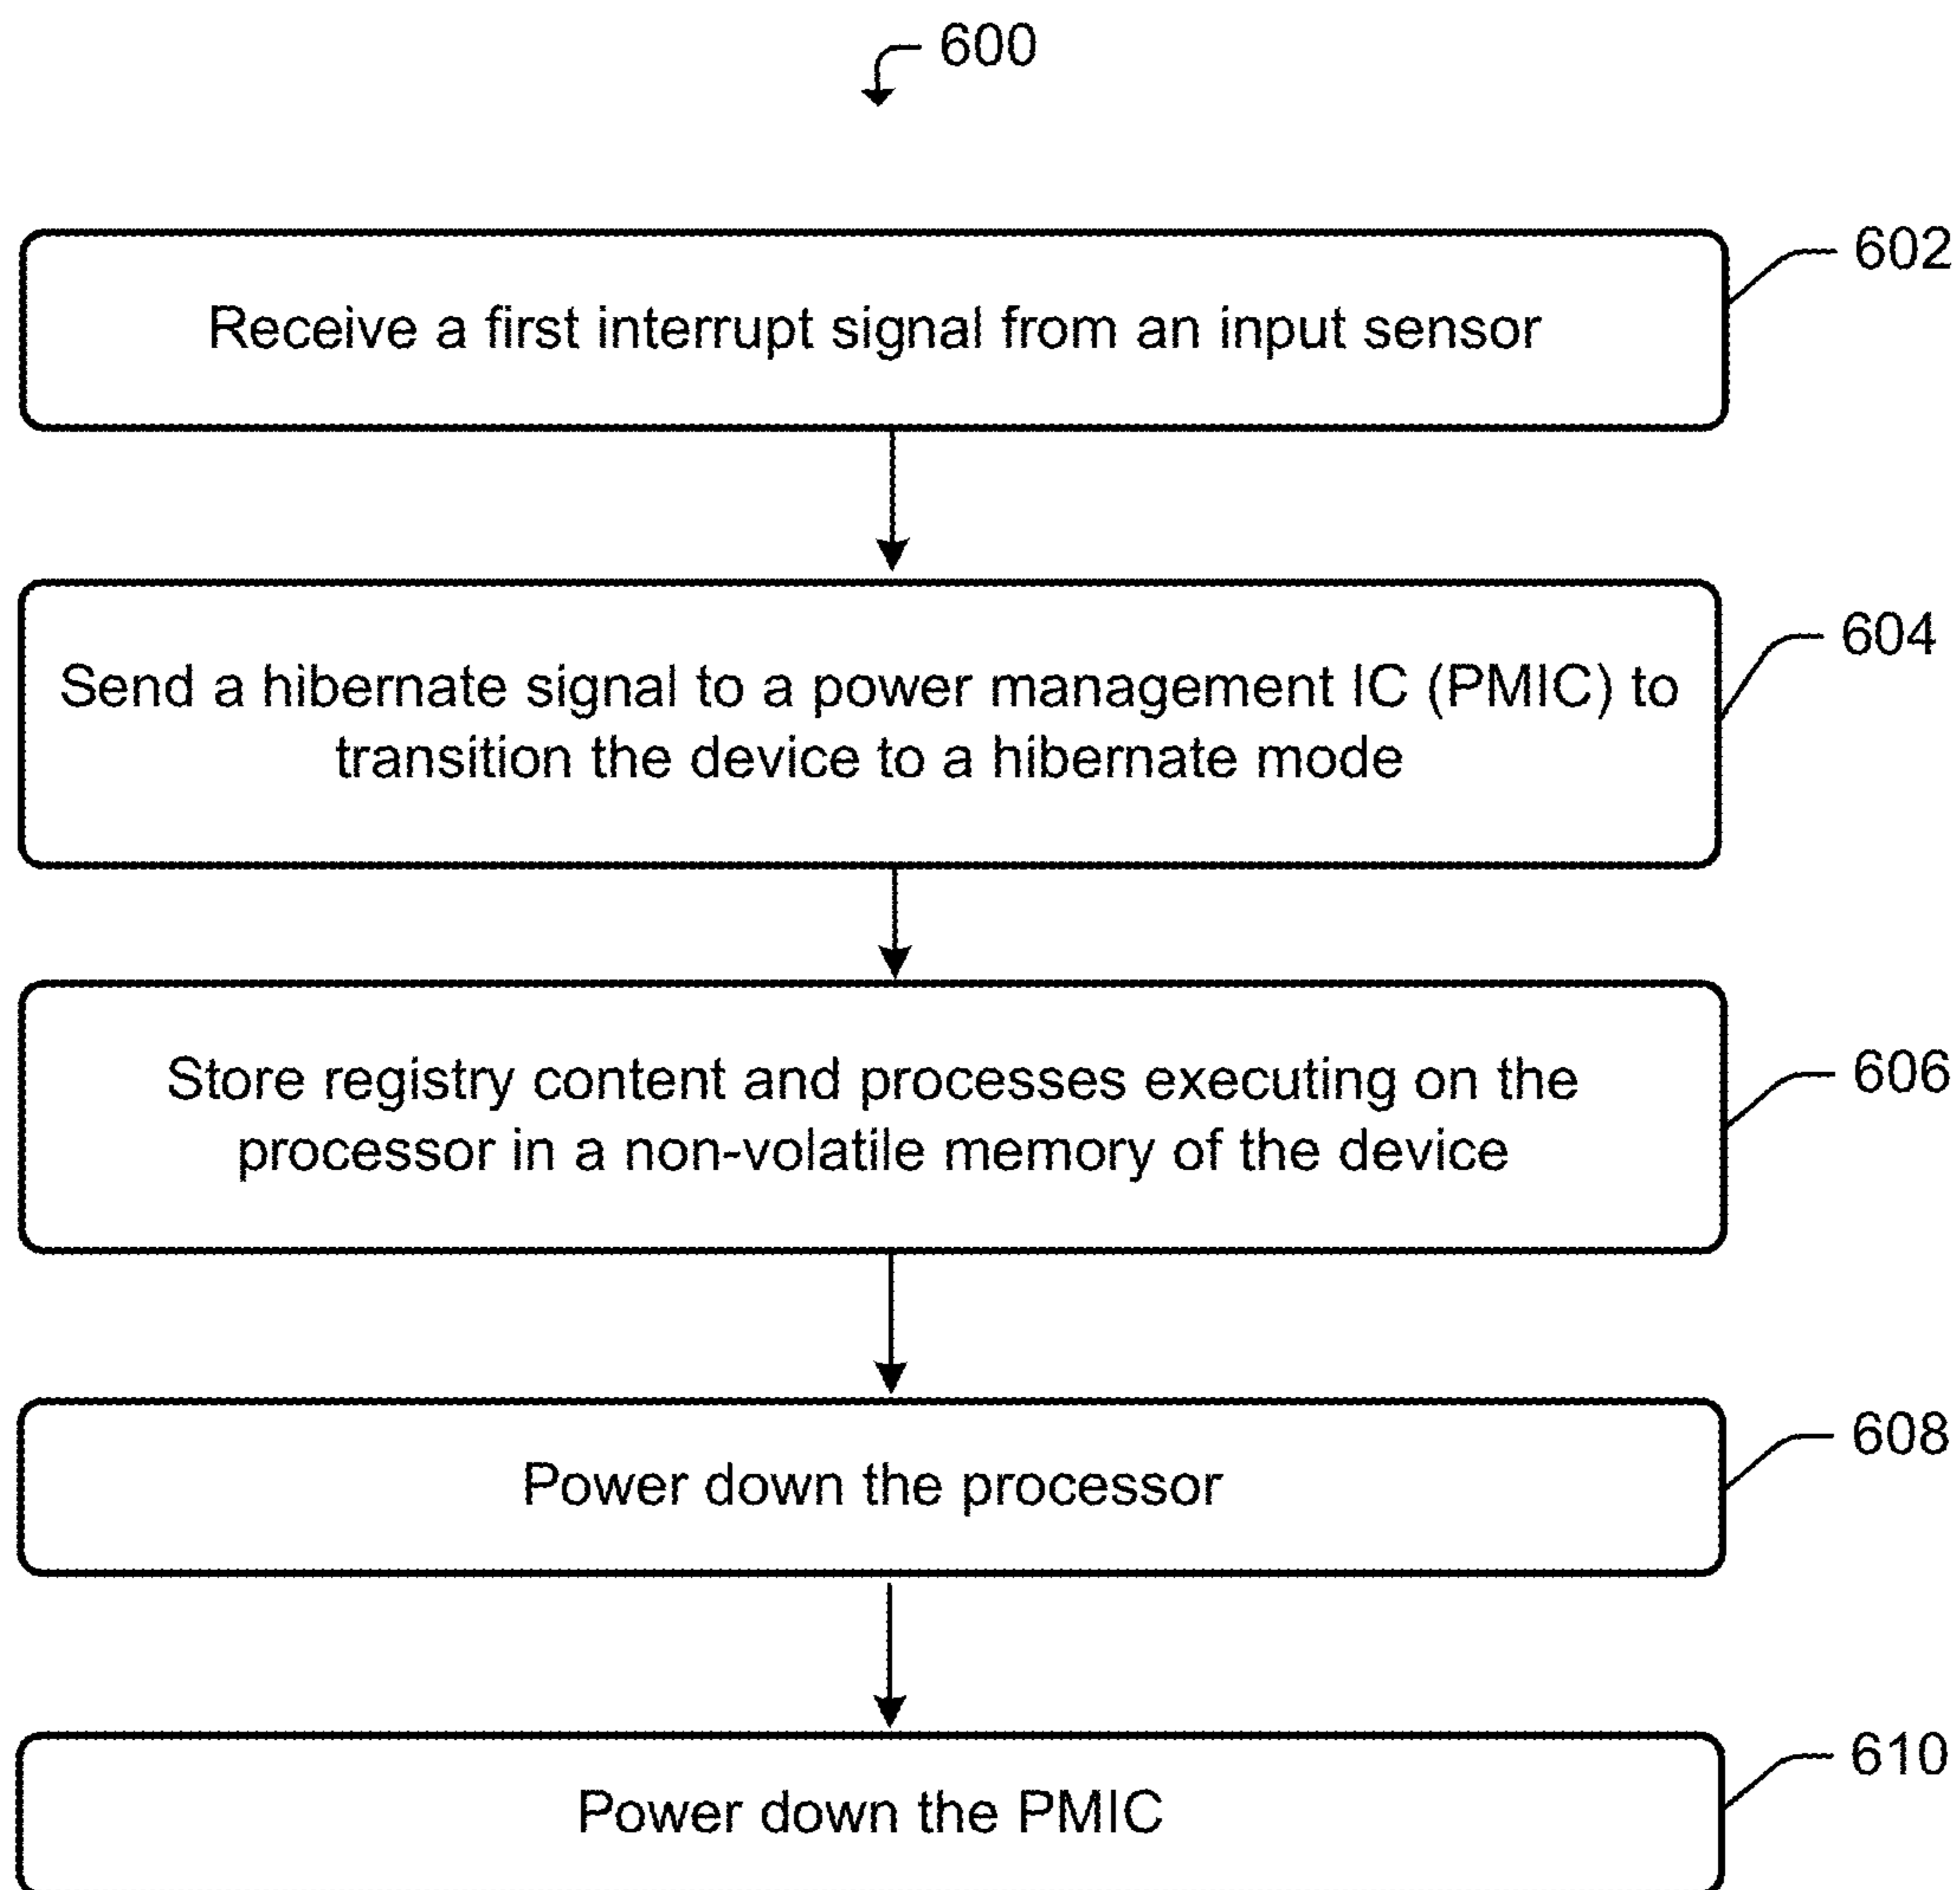 600
602
Receive a first interrupt signal from an input sensor
604
Send a hibernate signal to a power management IC (PMIC) to
transition the device to a hibernate mode
606
Store registry content and processes executing on the
processor in a non-volatile memory of the device
608
Power down the processor
610
Power down the PMIC